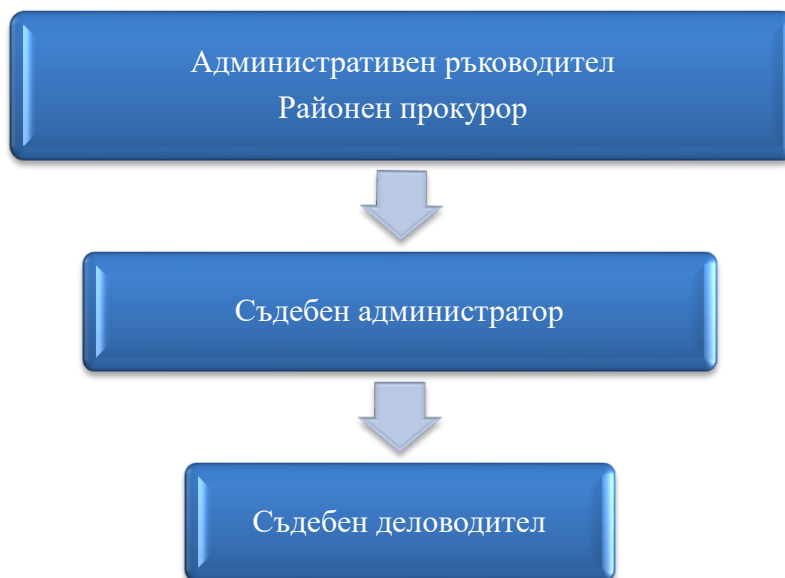 Административен ръководител
Районен прокурор
Съдебен администратор
Съдебен деловодител